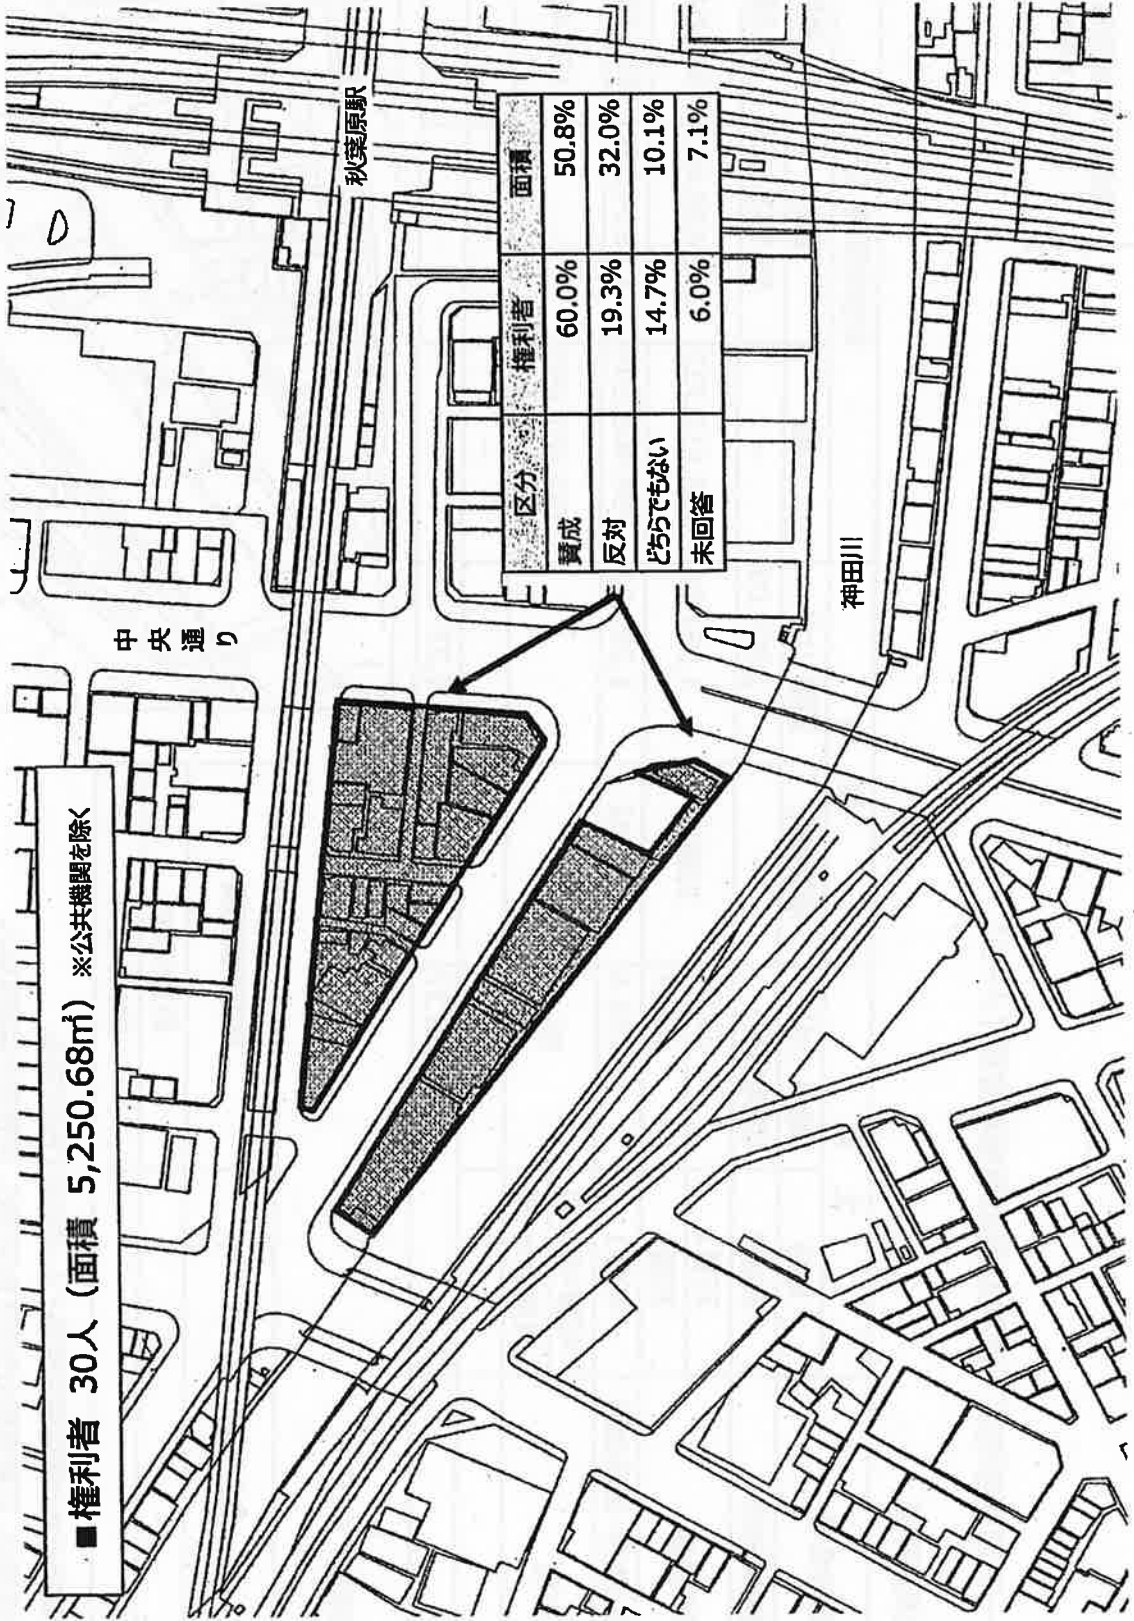 ■権利者 30人（面積 5,250.68㎡）※公共機関を除く
中央通り
秋葉原駅
区分 権利者 面積
賛成 60.0% 50.8%
反対 19.3% 32.0%
どちらでもない 14.7% 10.1%
未回答 6.0% 7.1%
神田川